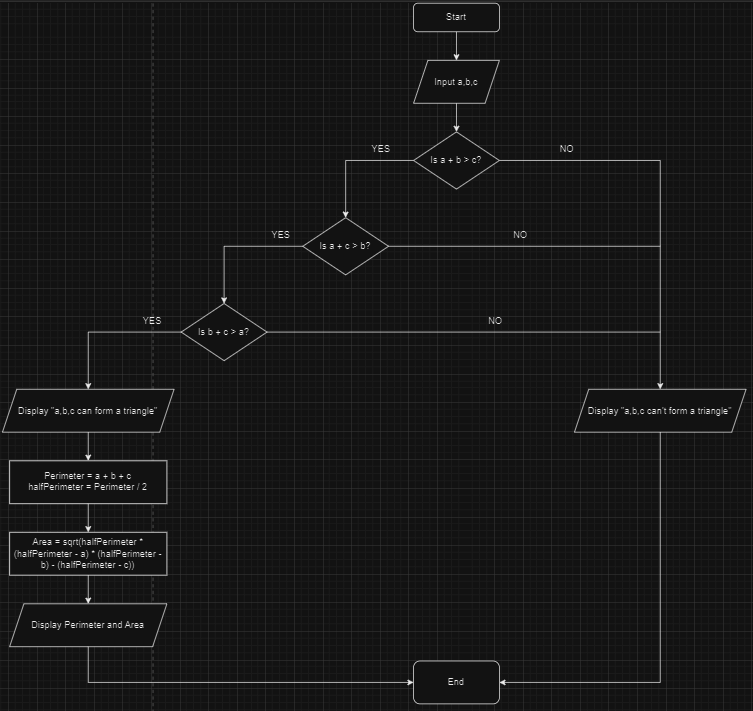 Start
Input a,b,c
YES
NO
Is a + b > c?
YES
NO
Is a + c > b?
YES
NO
Is b + c > a?
Display "a,b,c can form a triangle"
Display "a,b,c can't form a triangle"
Perimeter = a + b + c
halfPerimeter = Perimeter / 2
Area = sqrt(halfPerimeter *
(halfPerimeter - a) * (halfPerimeter -
b) - (halfPerimeter - c))
Display Perimeter and Area
End